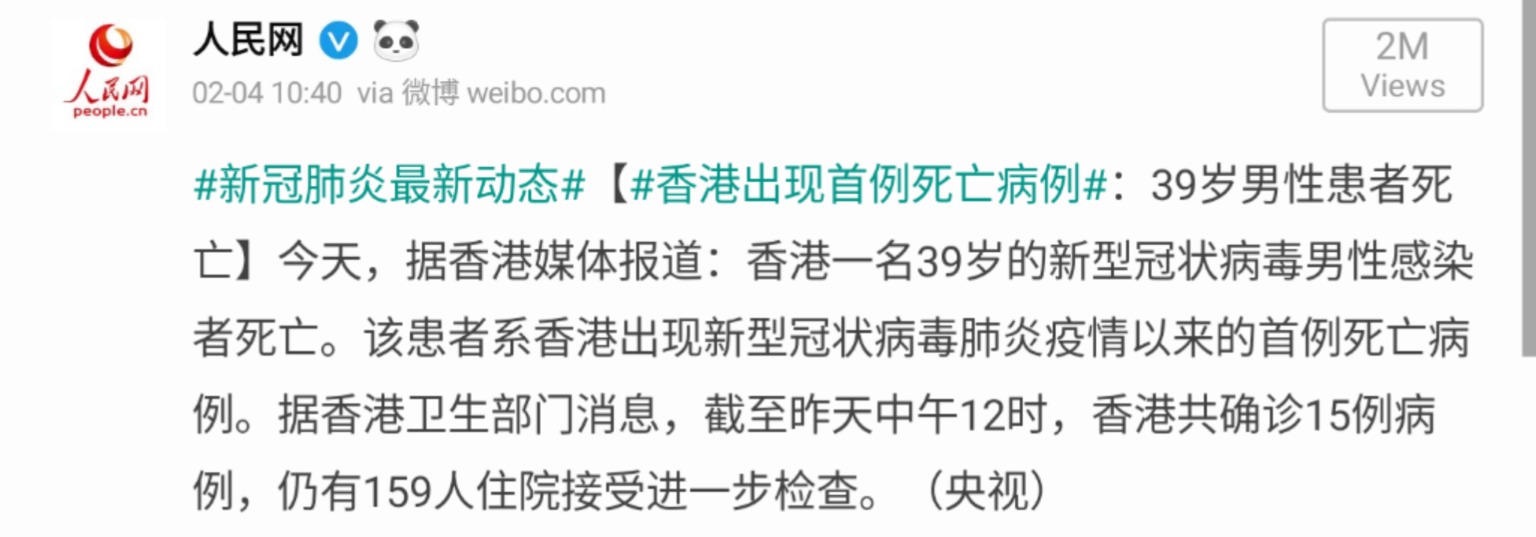 人民网
people.cn
人民网
02-04 10:40 via 微博 weibo.com
2M
Views
#新冠肺炎最新动态#【#香港出现首例死亡病例#：39岁男性患者死
亡】今天，据香港媒体报道：香港一名39岁的新型冠状病毒男性感染
者死亡。该患者系香港出现新型冠状病毒肺炎疫情以来的首例死亡病
例。据香港卫生部门消息，截至昨天中午12时，香港共确诊15例病
例，仍有159人住院接受进一步检查。（央视）